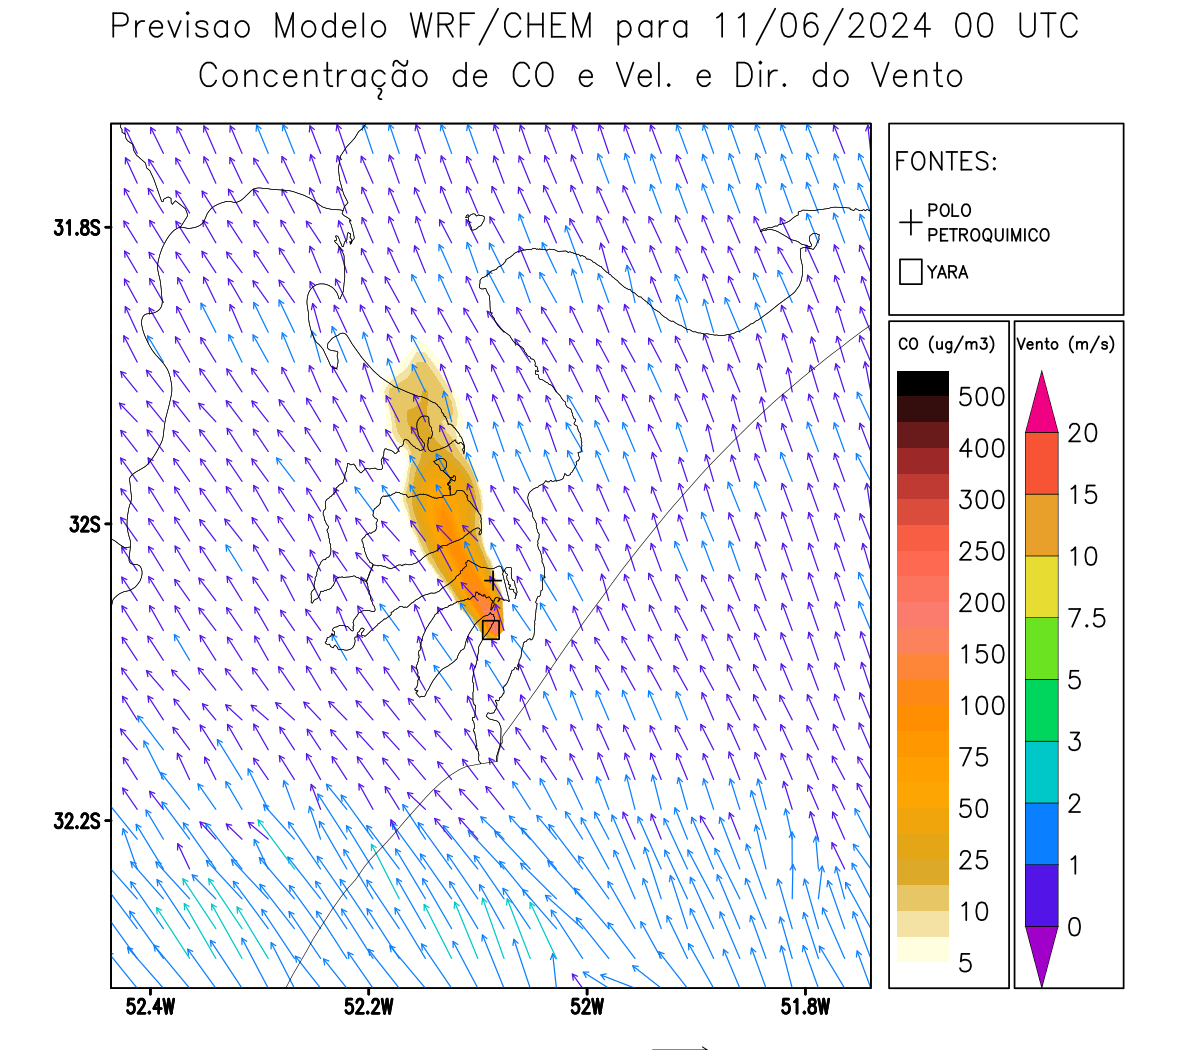 Previsao Modelo WRF/CHEM para 11/06/2024 00 UTC
Concentração de CO e Vel. e Dir. do Vento
FONTES:
POLO
PETROQUIMICO
YARA
CO (ug/m3)
500
400
300
250
200
150
100
75
50
25
10
5
Vento (m/s)
20
15
10
7.5
5
3
2
1
0
31.8S
32S
32.2S
52.4W
52.2W
52W
51.8W